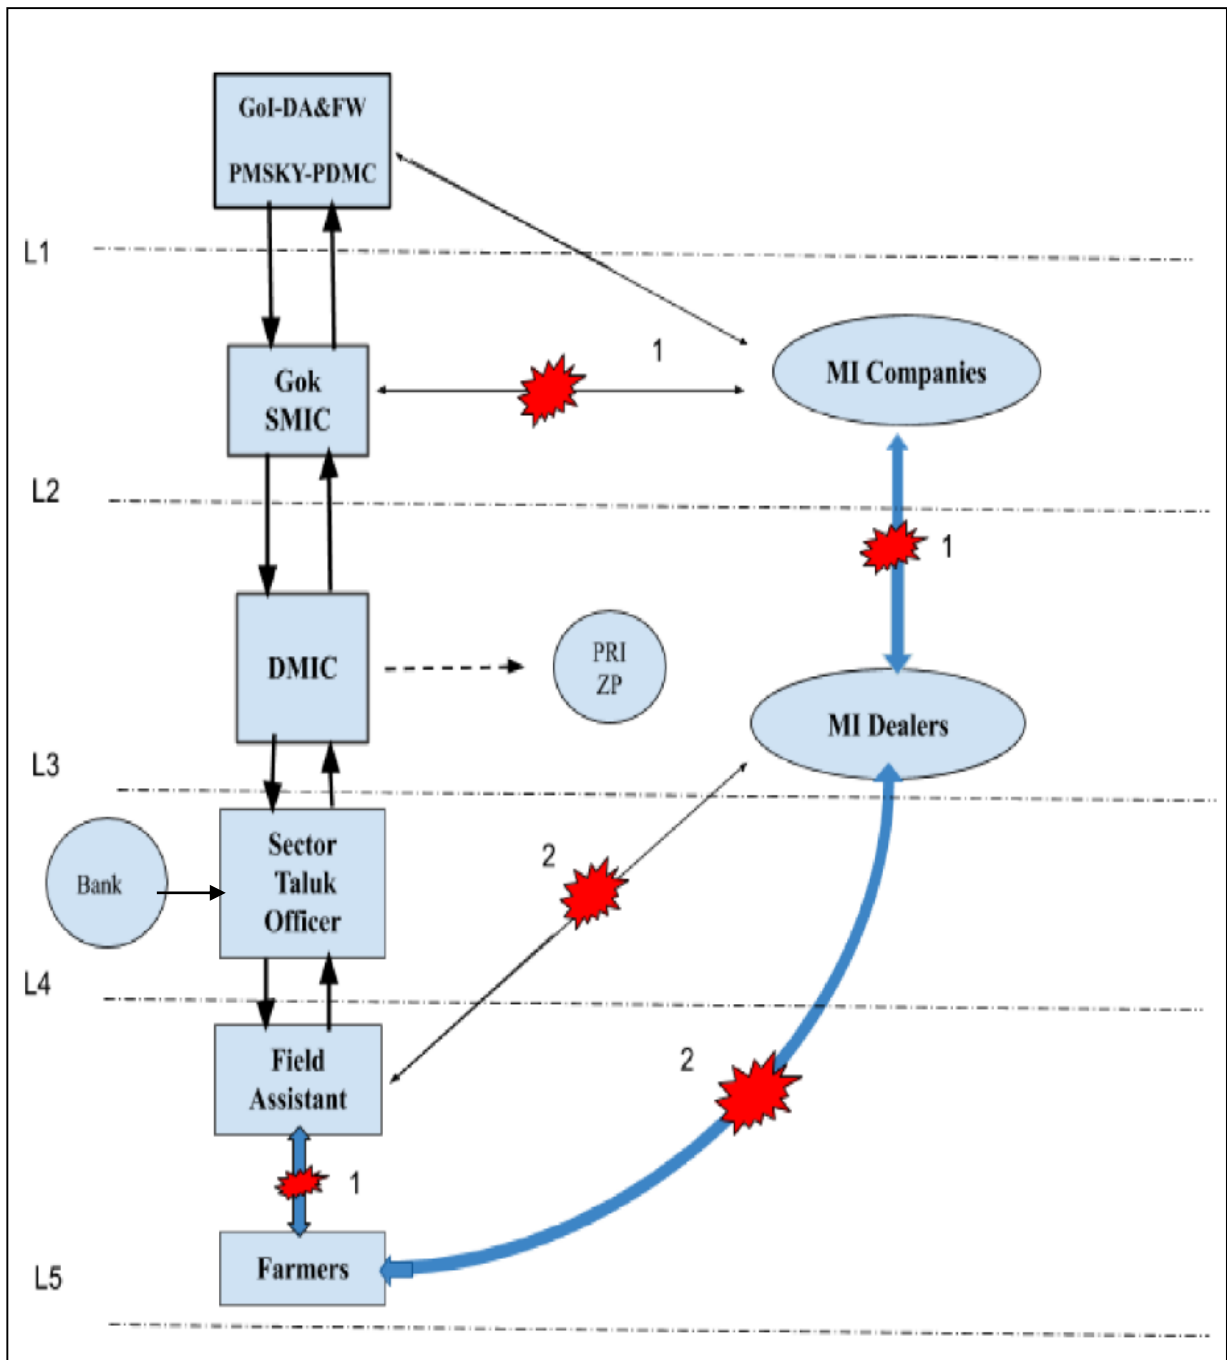 GoI-DA&FW
PMSKY-PDMC
L1
1
MI Companies
Gok
SMIC
L2
1
DMIC
PRI
ZP
MI Dealers
L3
Sector
Taluk
Officer
Bank
2
L4
Field
Assistant
2
1
Farmers
L5